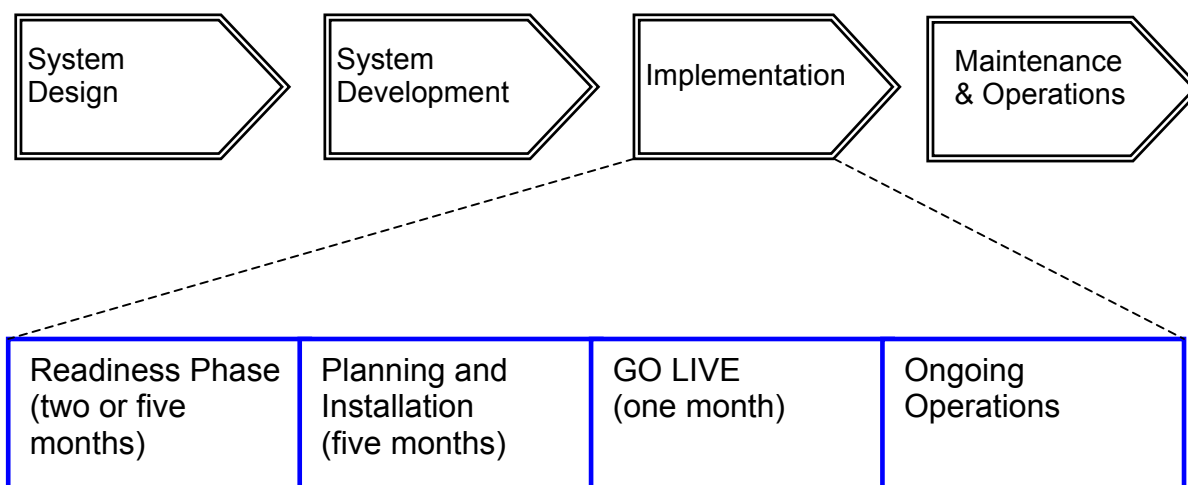 System
Design
System
Development
Implementation
Maintenance
& Operations
Readiness Phase
(two or five
months)
Planning and
Installation
(five months)
GO LIVE
(one month)
Ongoing
Operations